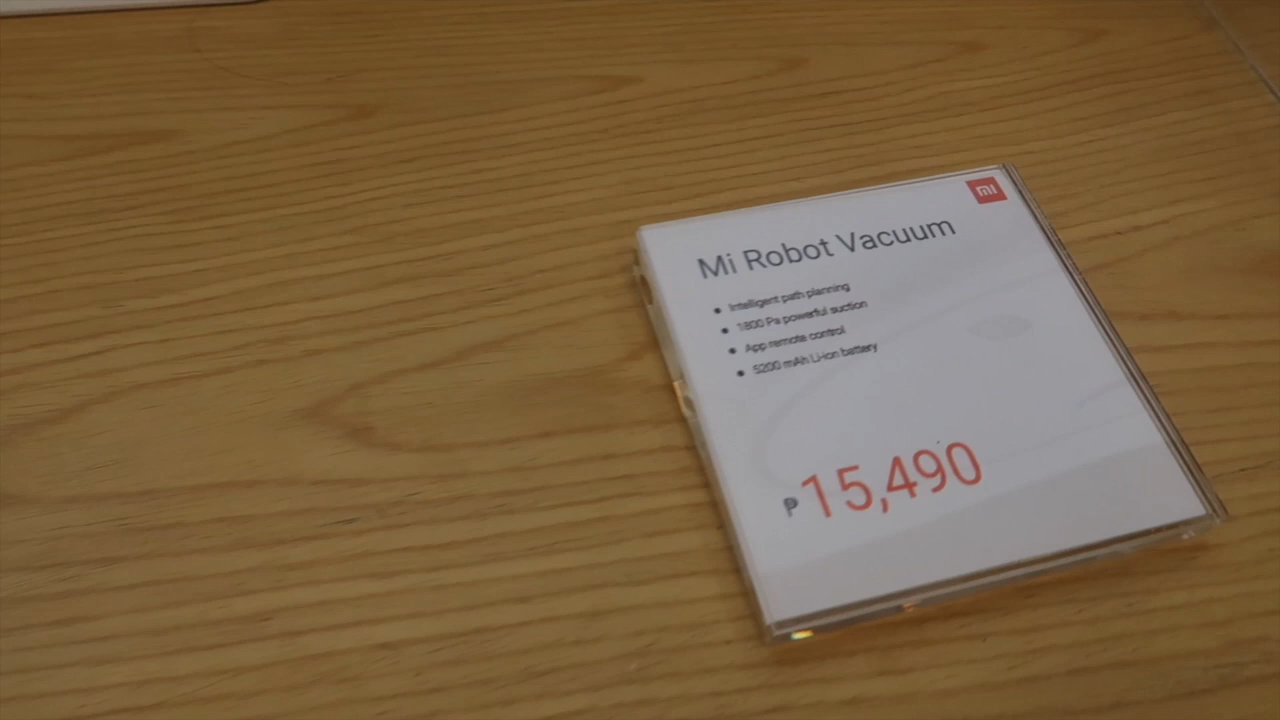 mi
Mi Robot Vacuum
• Intelligent path planning
• 1800 Pa powerful suction
• App remote control
• 5200 mAh Li-ion battery
₱15,490